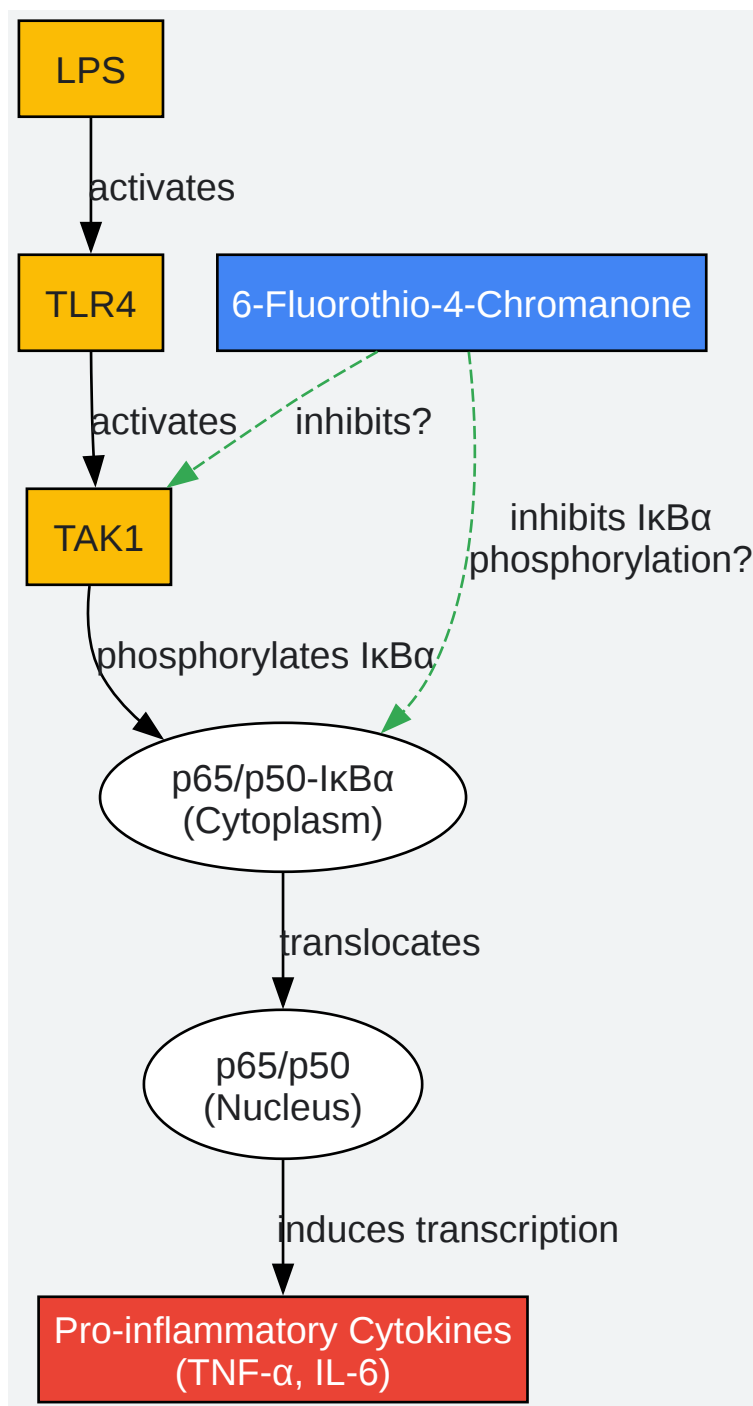 LPS
activates
TLR4
6-Fluorothio-4-Chromanone
activates
inhibits?
TAK1
inhibits IκBα
phosphorylation?
phosphorylates IκBα
p65/p50-IκBα
(Cytoplasm)
translocates
p65/p50
(Nucleus)
induces transcription
Pro-inflammatory Cytokines
(TNF-α, IL-6)